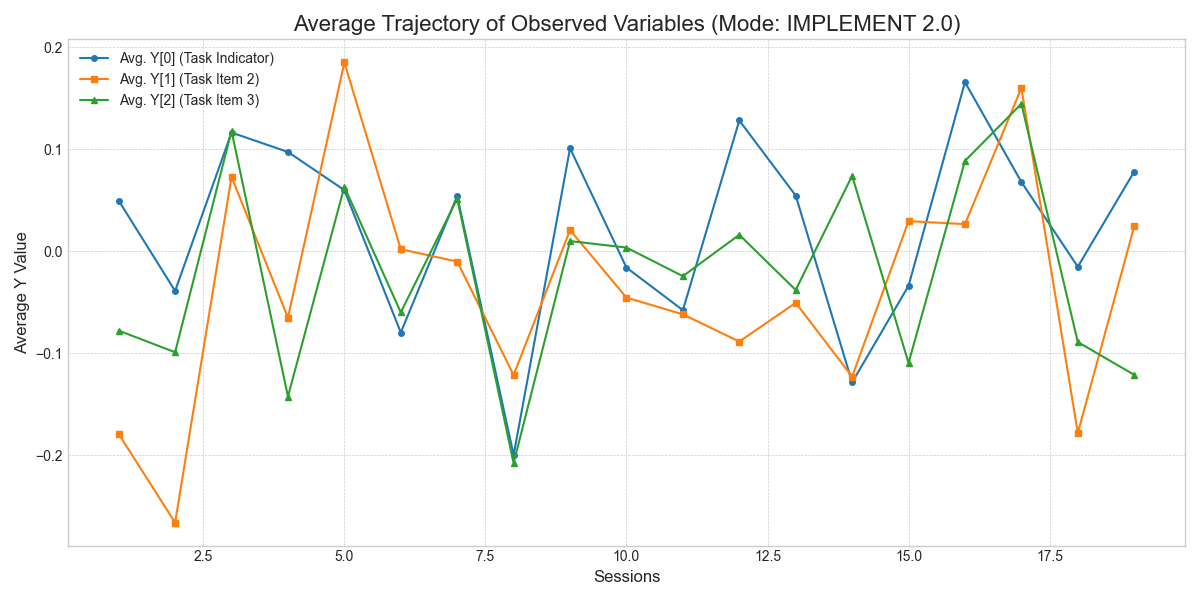 Average Trajectory of Observed Variables (Mode: IMPLEMENT 2.0)
Avg. Y[0] (Task Indicator)
Avg. Y[1] (Task Item 2)
Avg. Y[2] (Task Item 3)
Average Y Value
0.2
0.1
0.0
−0.1
−0.2
2.5 5.0 7.5 10.0 12.5 15.0 17.5
Sessions